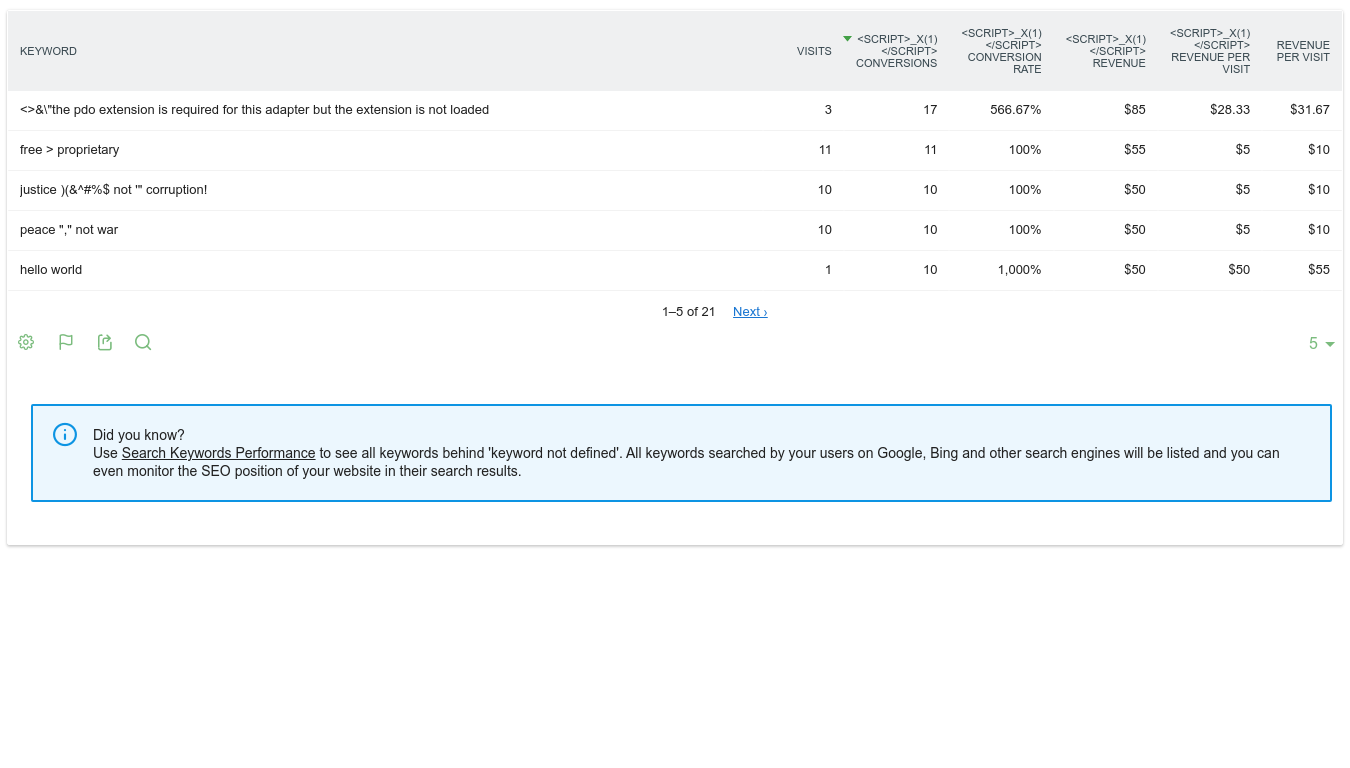 KEYWORD
VISITS
<SCRIPT>_X(1)
</SCRIPT>
CONVERSIONS
<SCRIPT>_X(1)
</SCRIPT>
CONVERSION
RATE
<SCRIPT>_X(1)
</SCRIPT>
REVENUE
<SCRIPT>_X(1)
</SCRIPT>
REVENUE PER
VISIT
REVENUE
PER VISIT
<>&\"the pdo extension is required for this adapter but the extension is not loaded 3 17 566.67% $85 $28.33 $31.67
free > proprietary 11 11 100% $55 $5 $10
justice )(&^#%$ not '" corruption! 10 10 100% $50 $5 $10
peace "," not war 10 10 100% $50 $5 $10
hello world 1 10 1,000% $50 $50 $55
1–5 of 21 Next ›
5
Did you know?
Use Search Keywords Performance to see all keywords behind 'keyword not defined'. All keywords searched by your users on Google, Bing and other search engines will be listed and you can
even monitor the SEO position of your website in their search results.